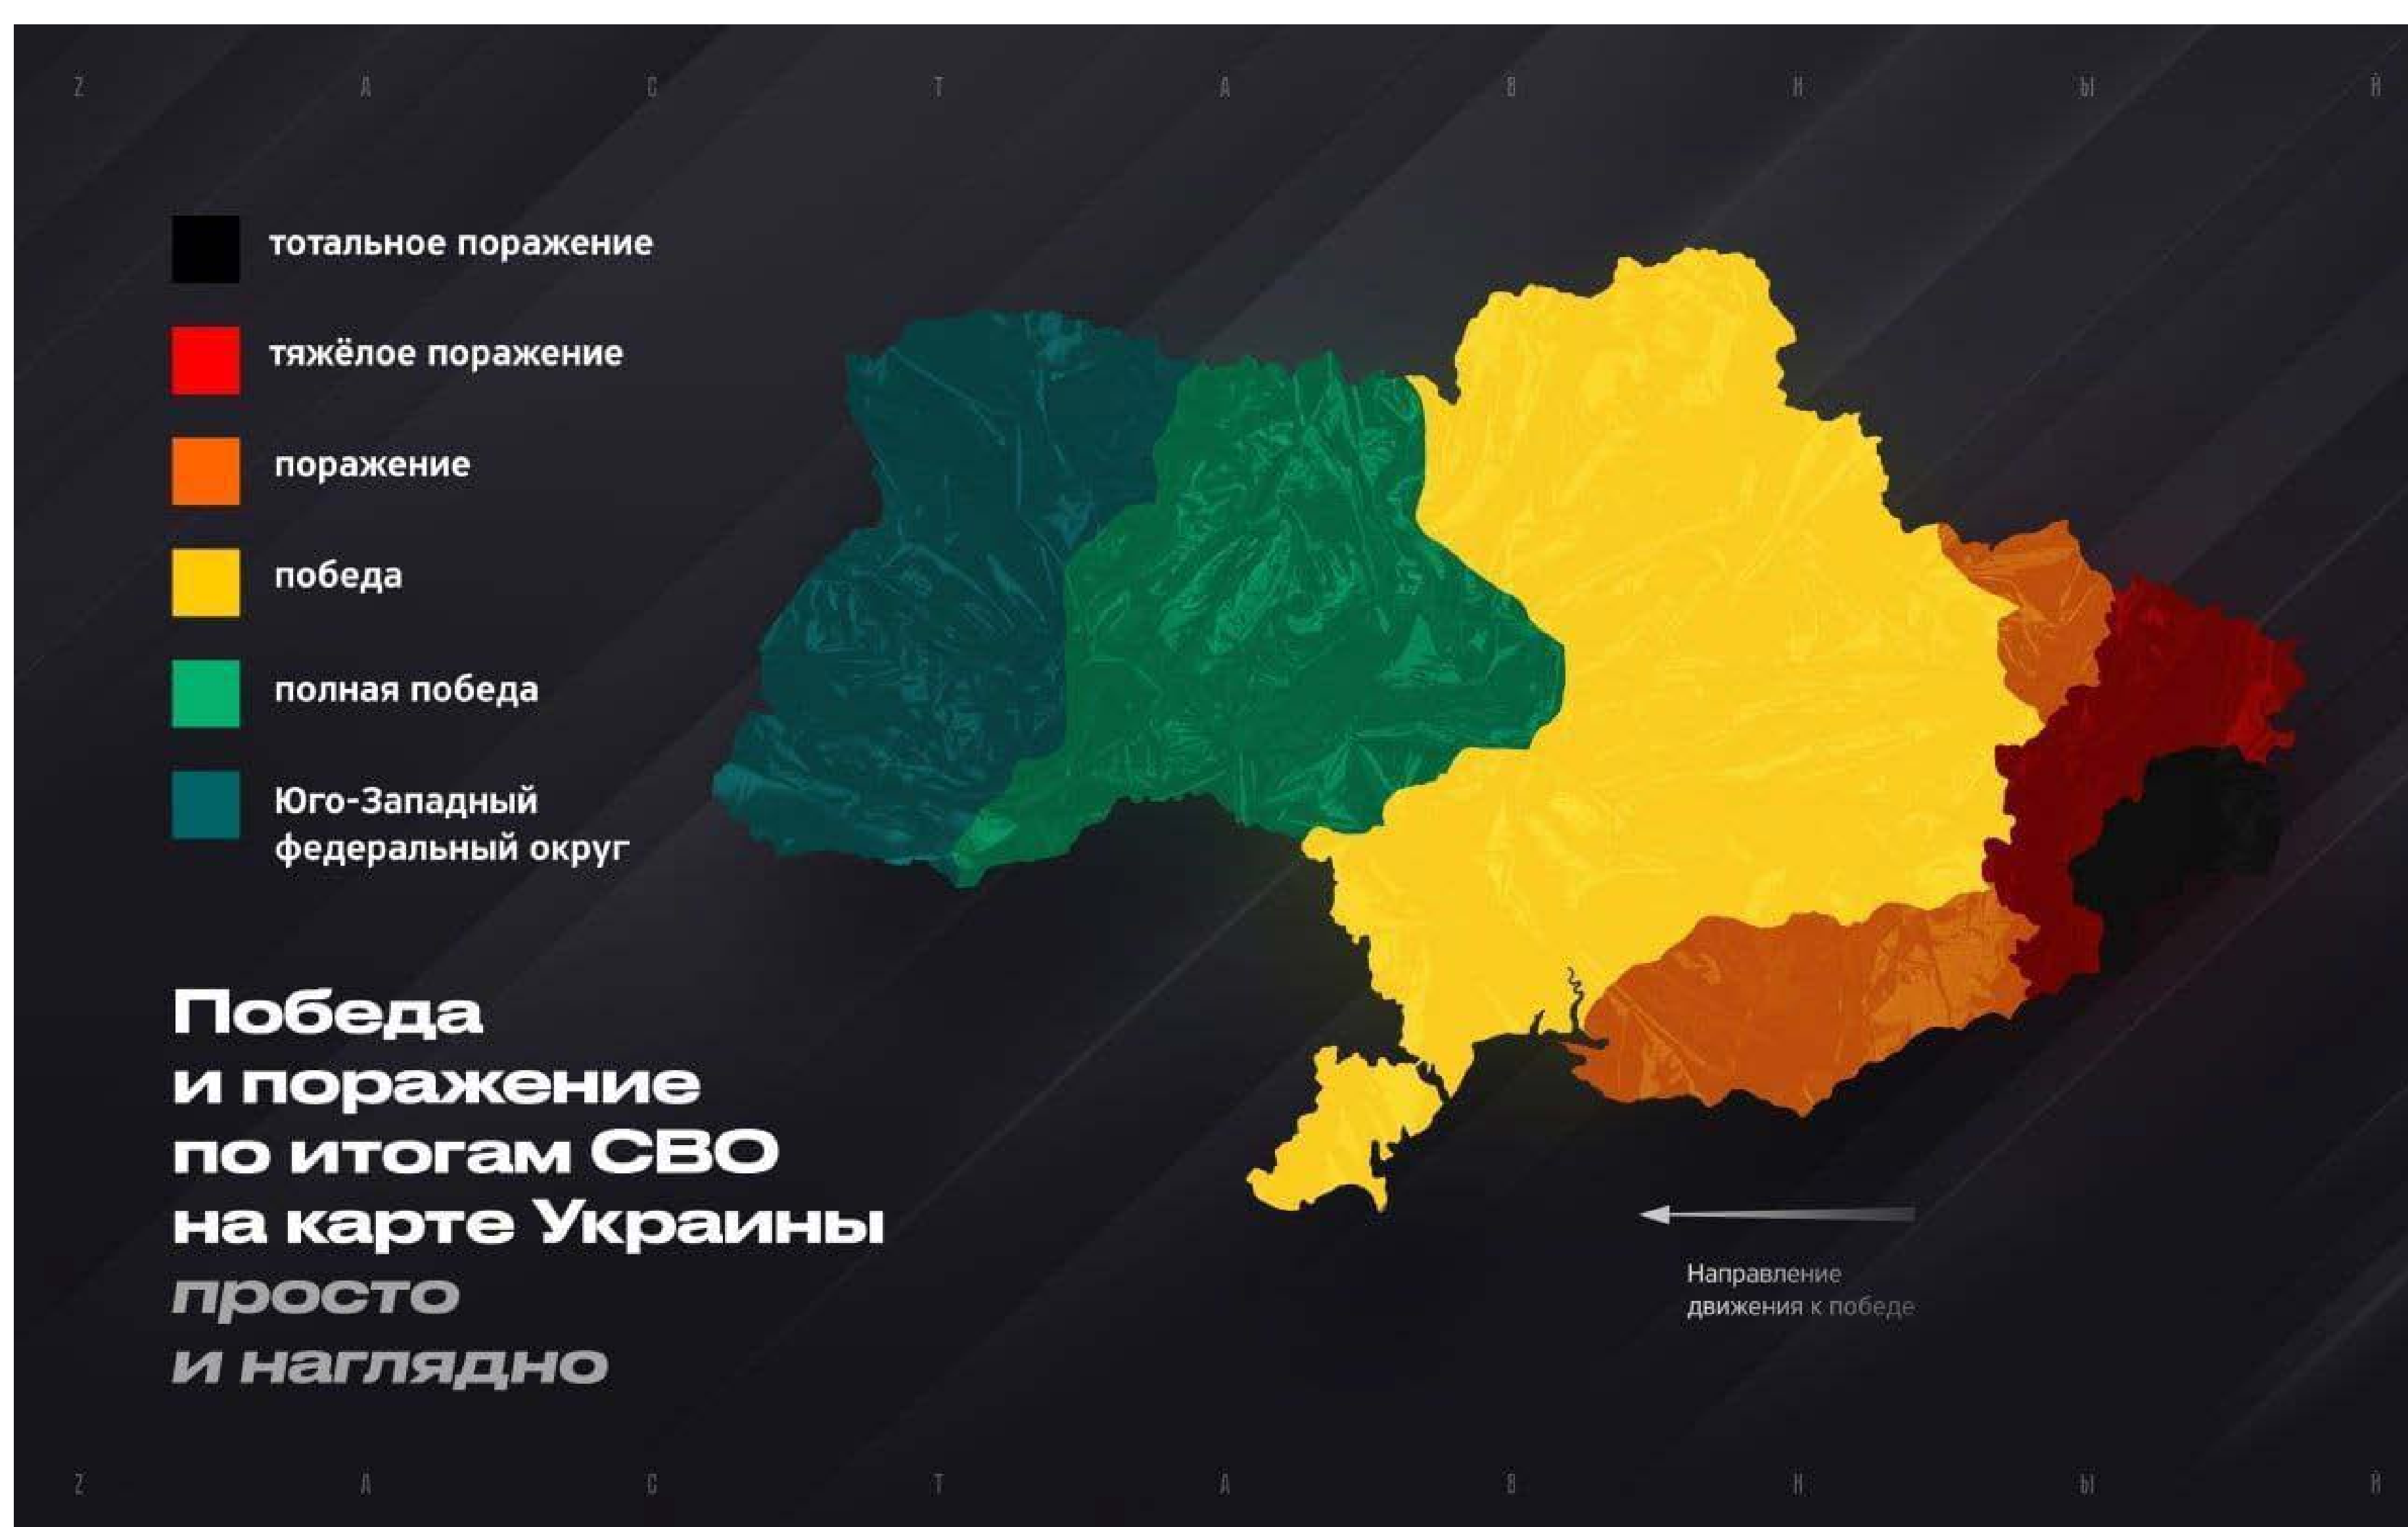 Z А С Т А В Н Ы Й
тотальное поражение
тяжёлое поражение
поражение
победа
полная победа
Юго-Западный
федеральный округ
Победа
и поражение
по итогам СВО
на карте Украины
просто
и наглядно
Направление
движения к победе
Z А С Т А В Н Ы Й